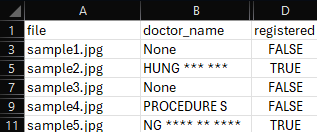 A B D
1 file doctor_name registered
3 sample1.jpg None FALSE
5 sample2.jpg HUNG *** *** TRUE
7 sample3.jpg None FALSE
9 sample4.jpg PROCEDURE S FALSE
11 sample5.jpg NG **** ** **** TRUE